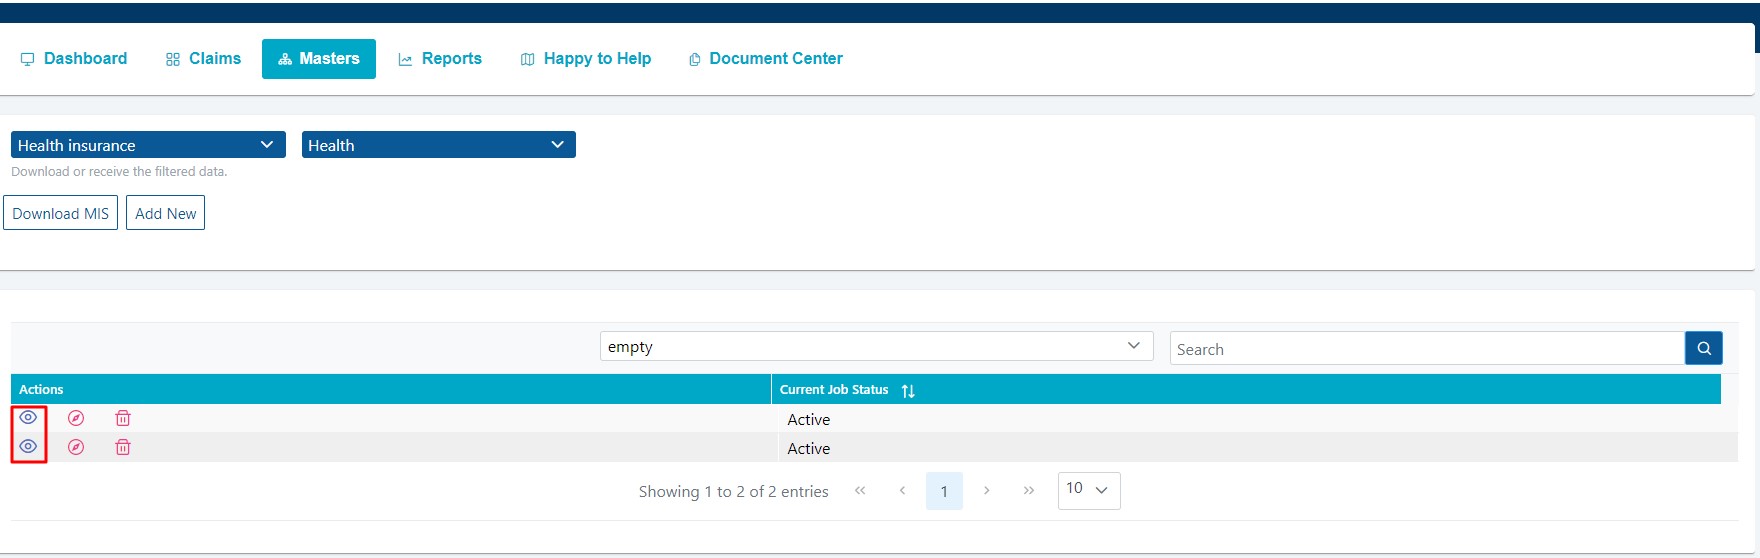 Dashboard Claims Masters Reports Happy to Help Document Center
Health insurance Health
Download or receive the filtered data.
Download MIS Add New
empty Search
Actions Current Job Status
Active
Active
Showing 1 to 2 of 2 entries « ‹ 1 › » 10